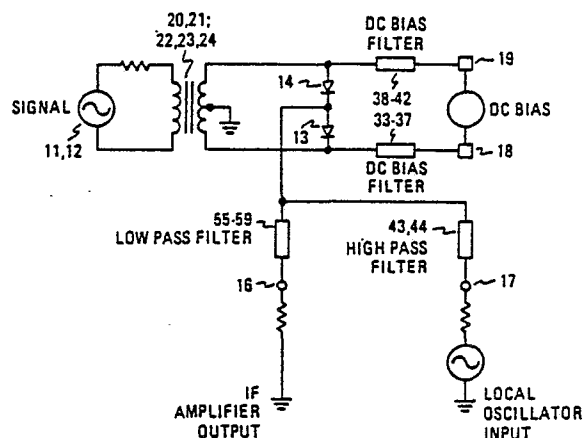 20,21;
22,23,24
DC BIAS
FILTER
19
14
38-42
33-37
DC BIAS
SIGNAL
11,12
13
18
DC BIAS
FILTER
55-59
LOW PASS FILTER
43,44
HIGH PASS
FILTER
16
17
IF
AMPLIFIER
OUTPUT
LOCAL
OSCILLATOR
INPUT